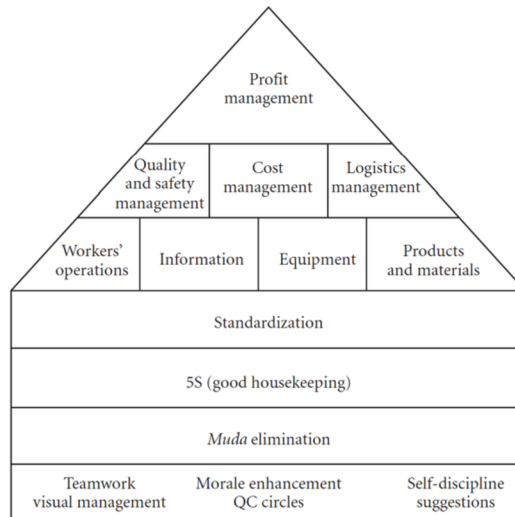 Profit
management
Quality
and safety
management
Cost
management
Logistics
management
Workers'
operations
Information
Equipment
Products
and materials
Standardization
5S (good housekeeping)
Muda elimination
Teamwork
visual management
Morale enhancement
QC circles
Self-discipline
suggestions